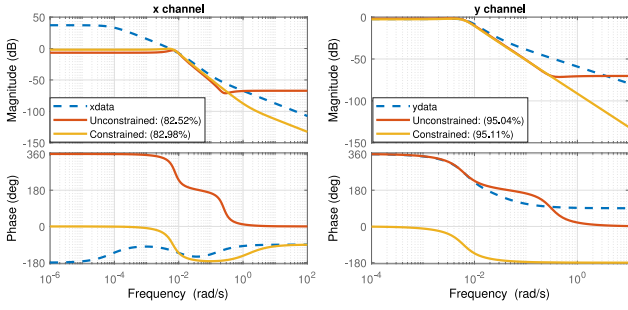 x channel
y channel
Magnitude (dB)
50
0
-50
-100
-150
xdata
Unconstrained: (82.52%)
Constrained: (82.98%)
Magnitude (dB)
0
-50
-100
-150
ydata
Unconstrained: (95.04%)
Constrained: (95.11%)
Phase (deg)
360
180
0
-180
10^-6
10^-4
10^-2
10^0
10^2
Frequency (rad/s)
Phase (deg)
360
180
0
-180
10^-4
10^-2
10^0
Frequency (rad/s)